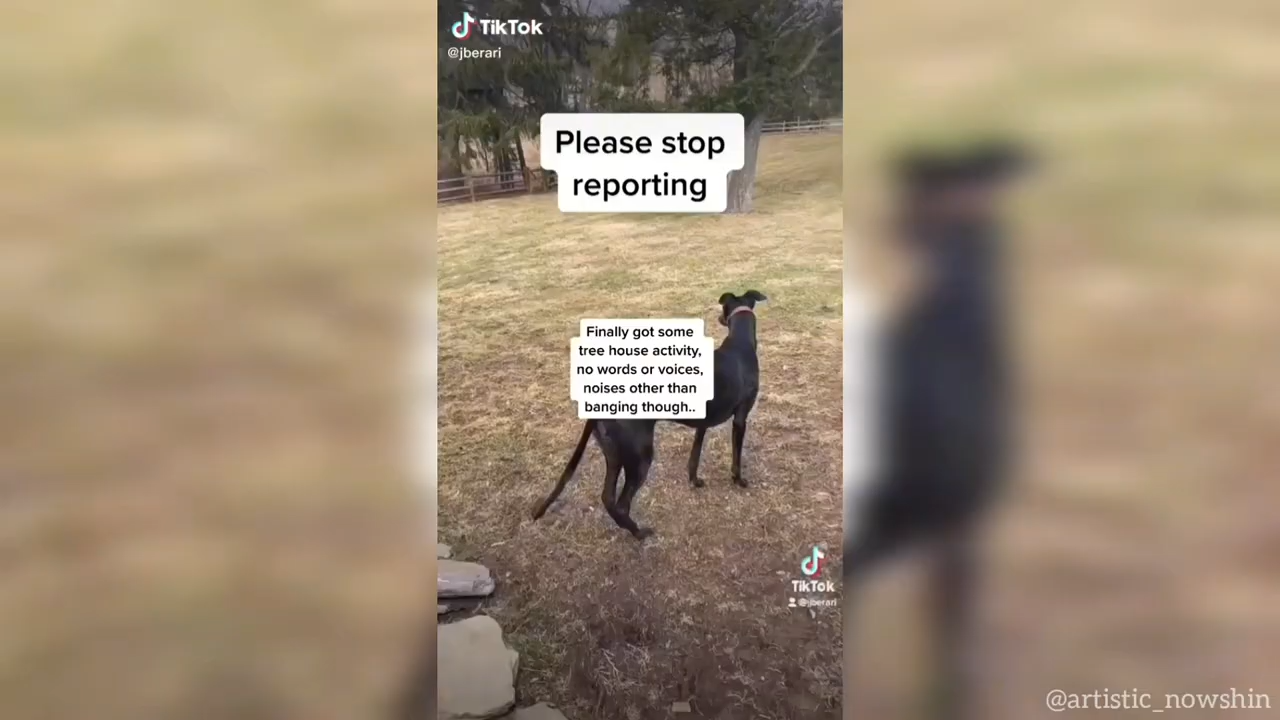 TikTok
@jberari
Please stop
reporting
Finally got some
tree house activity,
no words or voices,
noises other than
banging though..
TikTok
@jberari
@artistic_nowshin